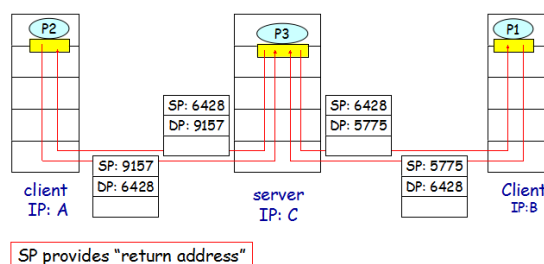 P2
P3
P1
SP: 6428
DP: 9157
SP: 6428
DP: 5775
SP: 9157
DP: 6428
SP: 5775
DP: 6428
client
IP: A
server
IP: C
Client
IP:B
SP provides “return address”